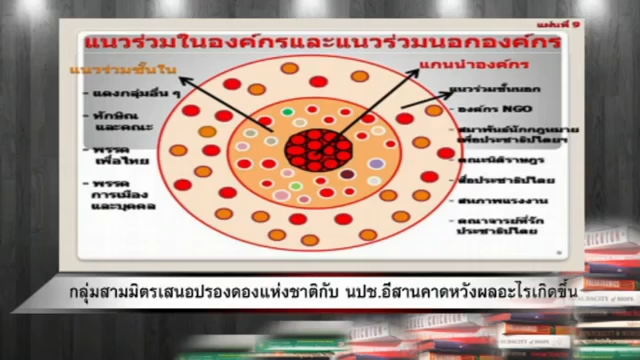 แผ่นที่ 9
แนวร่วมในองค์กรและแนวร่วมนอกองค์กร
แนวร่วมชั้นใน
แกนนำองค์กร
- แดงกลุ่มอื่น ๆ
- ทักษิณ
และคณะ
- พรรค
เพื่อไทย
- พรรค
การเมือง
และบุคคล
แนวร่วมชั้นนอก
- องค์กร NGO
- สมาพันธ์นักกฎหมาย
เพื่อประชาธิปไตยฯ
- คณะนิติราษฎร
- สื่อประชาธิปไตย
- สหภาพแรงงาน
- คณาจารย์ที่รัก
ประชาธิปไตย
กลุ่มสามมิตรเสนอปรองดองแห่งชาติกับ นปช.อีสานคาดหวังผลอะไรเกิดขึ้น